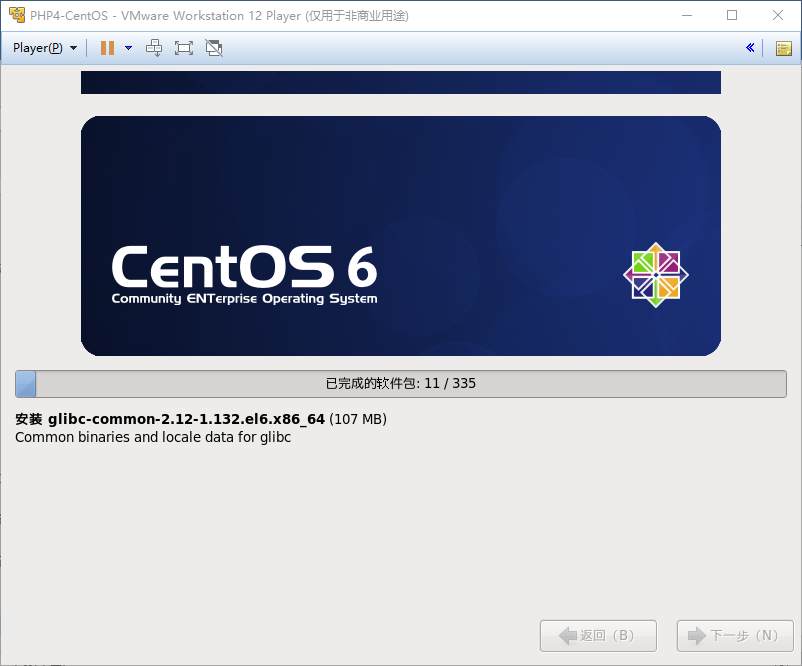 PHP4-CentOS - VMware Workstation 12 Player (仅用于非商业用途)
Player(P)
CentOS 6
Community ENTerprise Operating System
已完成的软件包: 11 / 335
安装 glibc-common-2.12-1.132.el6.x86_64 (107 MB)
Common binaries and locale data for glibc
返回（B）
下一步（N）